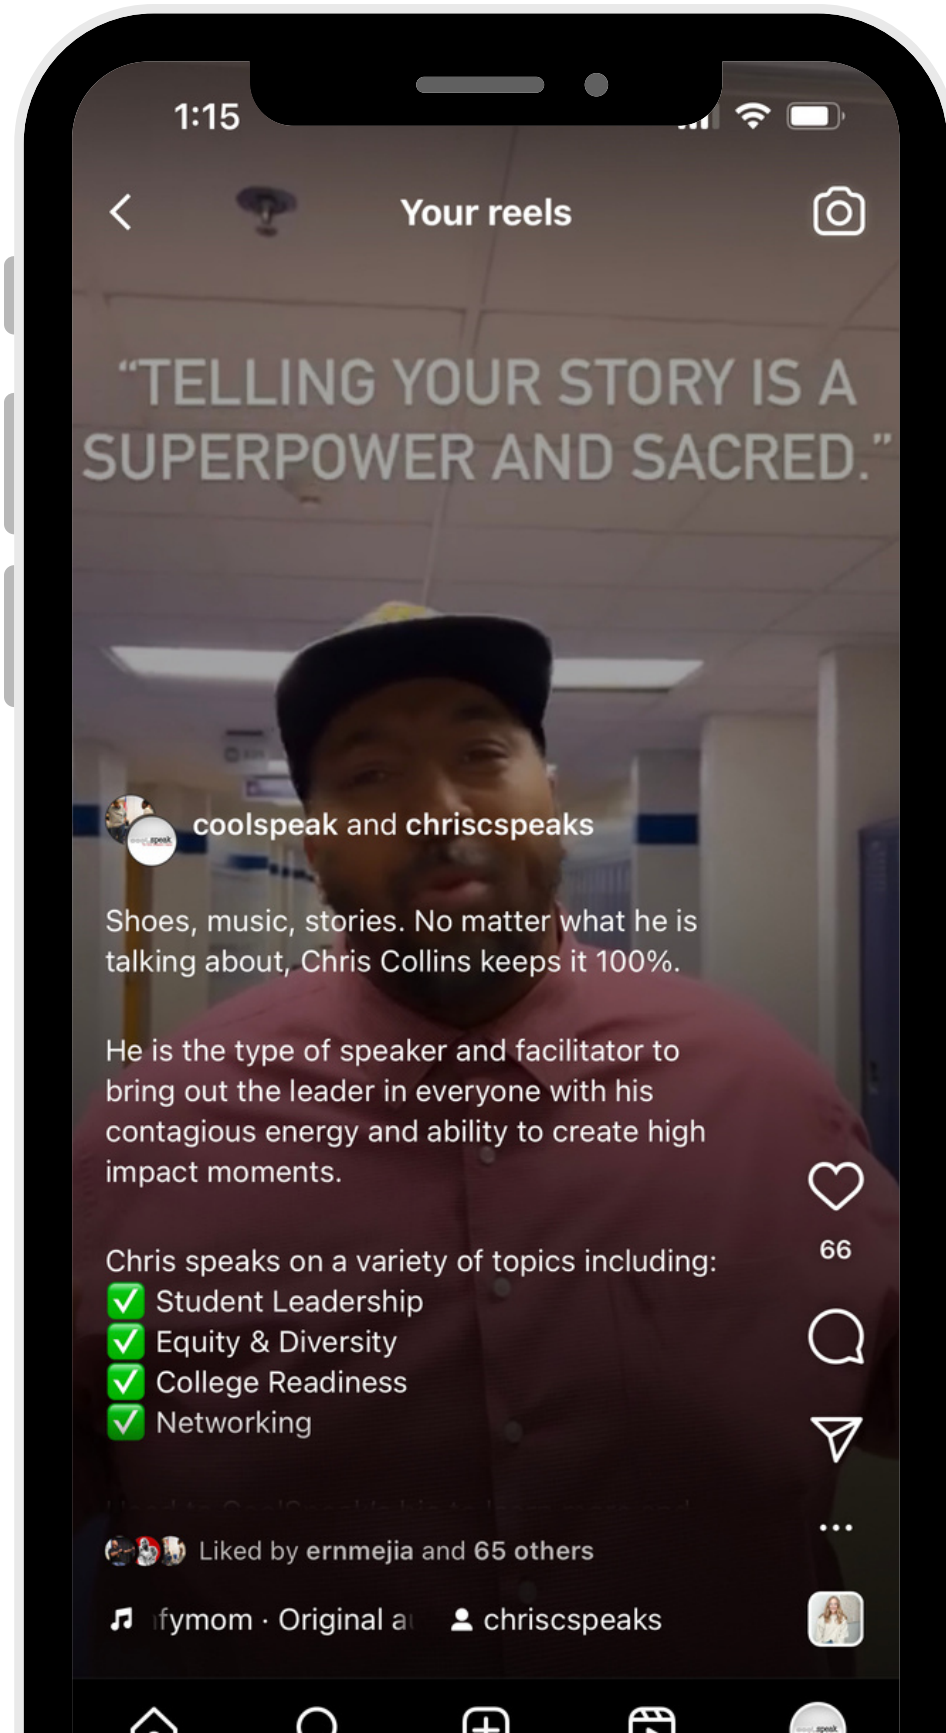 1:15
Your reels
“TELLING YOUR STORY IS A
SUPERPOWER AND SACRED.”
coolspeak and chriscspeaks
Shoes, music, stories. No matter what he is
talking about, Chris Collins keeps it 100%.
He is the type of speaker and facilitator to
bring out the leader in everyone with his
contagious energy and ability to create high
impact moments.
Chris speaks on a variety of topics including:
✅ Student Leadership
✅ Equity & Diversity
✅ College Readiness
✅ Networking
66
Liked by ernmejia and 65 others
fymom · Original au
chriscspeaks